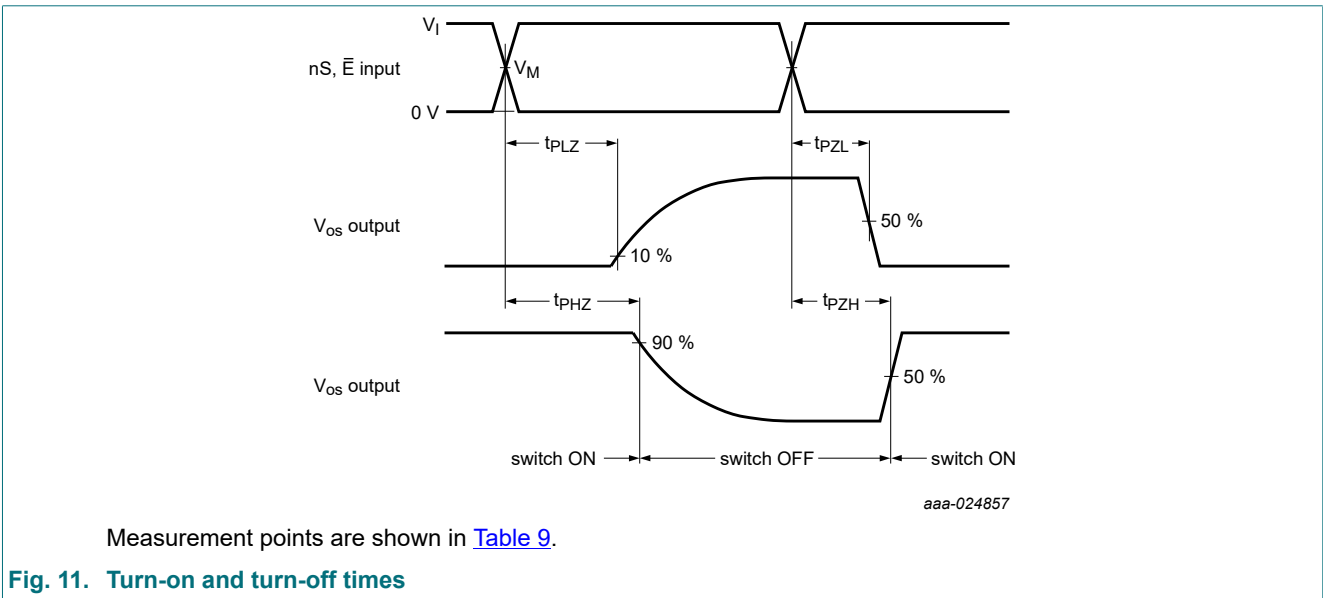 V_I
nS, Ē input
V_M
0 V
t_PLZ
t_PZL
V_os output
50 %
10 %
t_PHZ
t_PZH
90 %
V_os output
50 %
switch ON
switch OFF
switch ON
aaa-024857
Measurement points are shown in Table 9.
Fig. 11. Turn-on and turn-off times